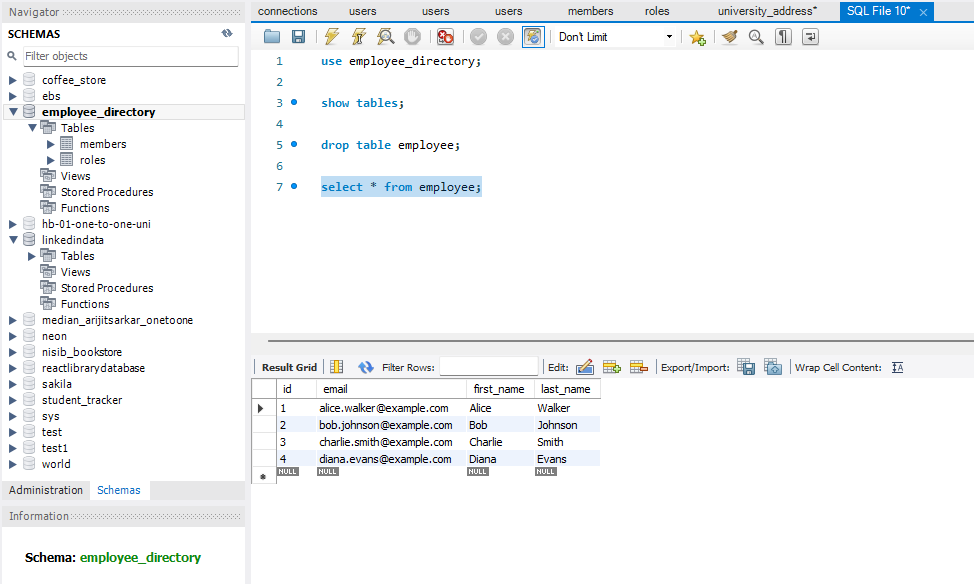 Navigator
SCHEMAS
Filter objects
coffee_store
ebs
employee_directory
Tables
members
roles
Views
Stored Procedures
Functions
hb-01-one-to-one-uni
linkedindata
Tables
Views
Stored Procedures
Functions
median_arijitsarkar_onetoone
neon
nisib_bookstore
reactlibrarydatabase
sakila
student_tracker
sys
test
test1
world
Administration Schemas
Information
Schema: employee_directory
connections users users users members roles university_address* SQL File 10*
Don't Limit
1 use employee_directory;
2
3 show tables;
4
5 drop table employee;
6
7 select * from employee;
Result Grid Filter Rows: Edit: Export/Import: Wrap Cell Content:
id email first_name last_name
1 alice.walker@example.com Alice Walker
2 bob.johnson@example.com Bob Johnson
3 charlie.smith@example.com Charlie Smith
4 diana.evans@example.com Diana Evans
NULL NULL NULL NULL